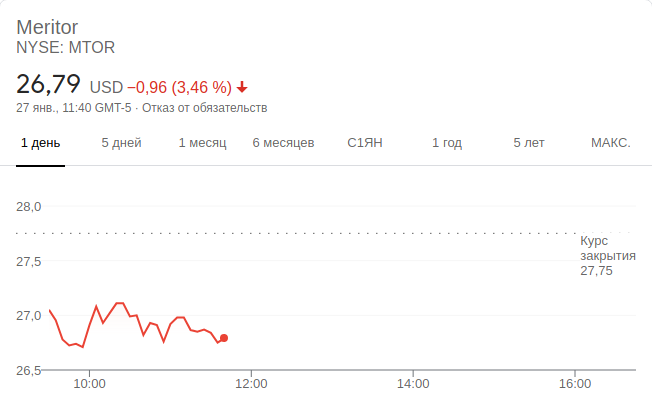 Meritor
NYSE: MTOR
26,79 USD −0,96 (3,46 %)
27 янв., 11:40 GMT-5 · Отказ от обязательств
1 день 5 дней 1 месяц 6 месяцев С1ЯН 1 год 5 лет МАКС.
28,0
Курс
закрытия
27,75
27,5
27,0
26,5
10:00 12:00 14:00 16:00